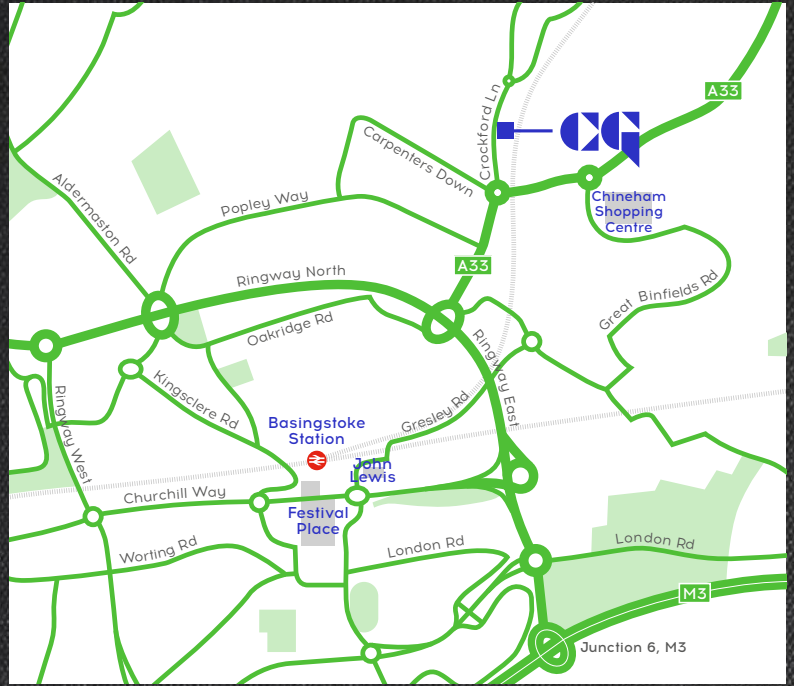 A33
Crockford Ln
CG
Carpenters Down
Chineham
Shopping
Centre
Aldermaston Rd
Popley Way
A33
Ringway North
Great Binfields Rd
Oakridge Rd
Ringway East
Kingsclere Rd
Ringway West
Gresley Rd
Basingstoke
Station
John
Lewis
Churchill Way
Festival
Place
London Rd
London Rd
Worting Rd
M3
Junction 6, M3